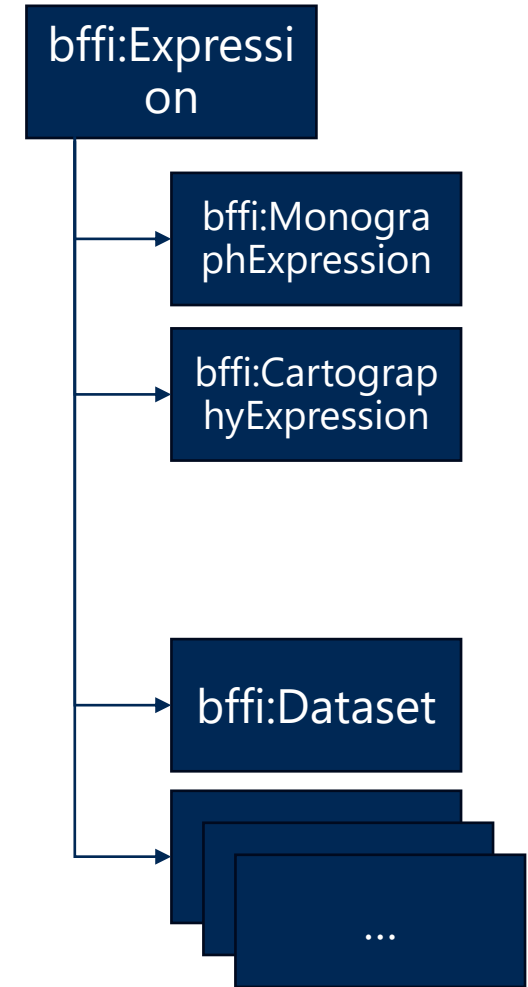 bffi:Expressi
on
bffi:Monogra
phExpression
bffi:Cartograp
hyExpression
bffi:Dataset
...